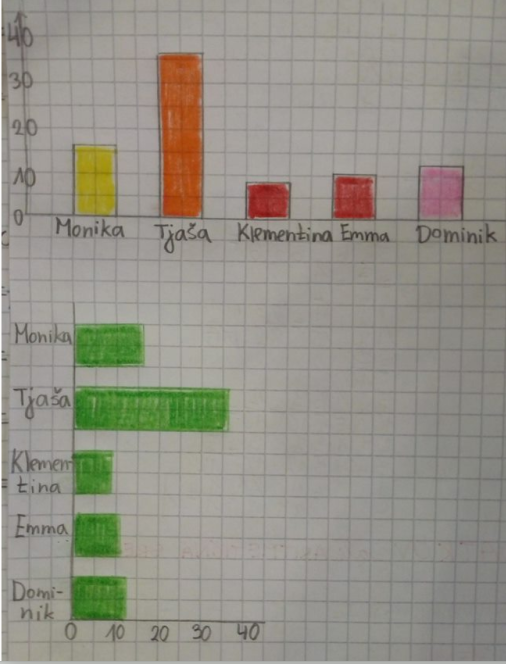 40
30
20
10
0
Monika Tjaša Klementina Emma Dominik
Monika
Tjaša
Klemen
tina
Emma
Domi-
nik
0 10 20 30 40